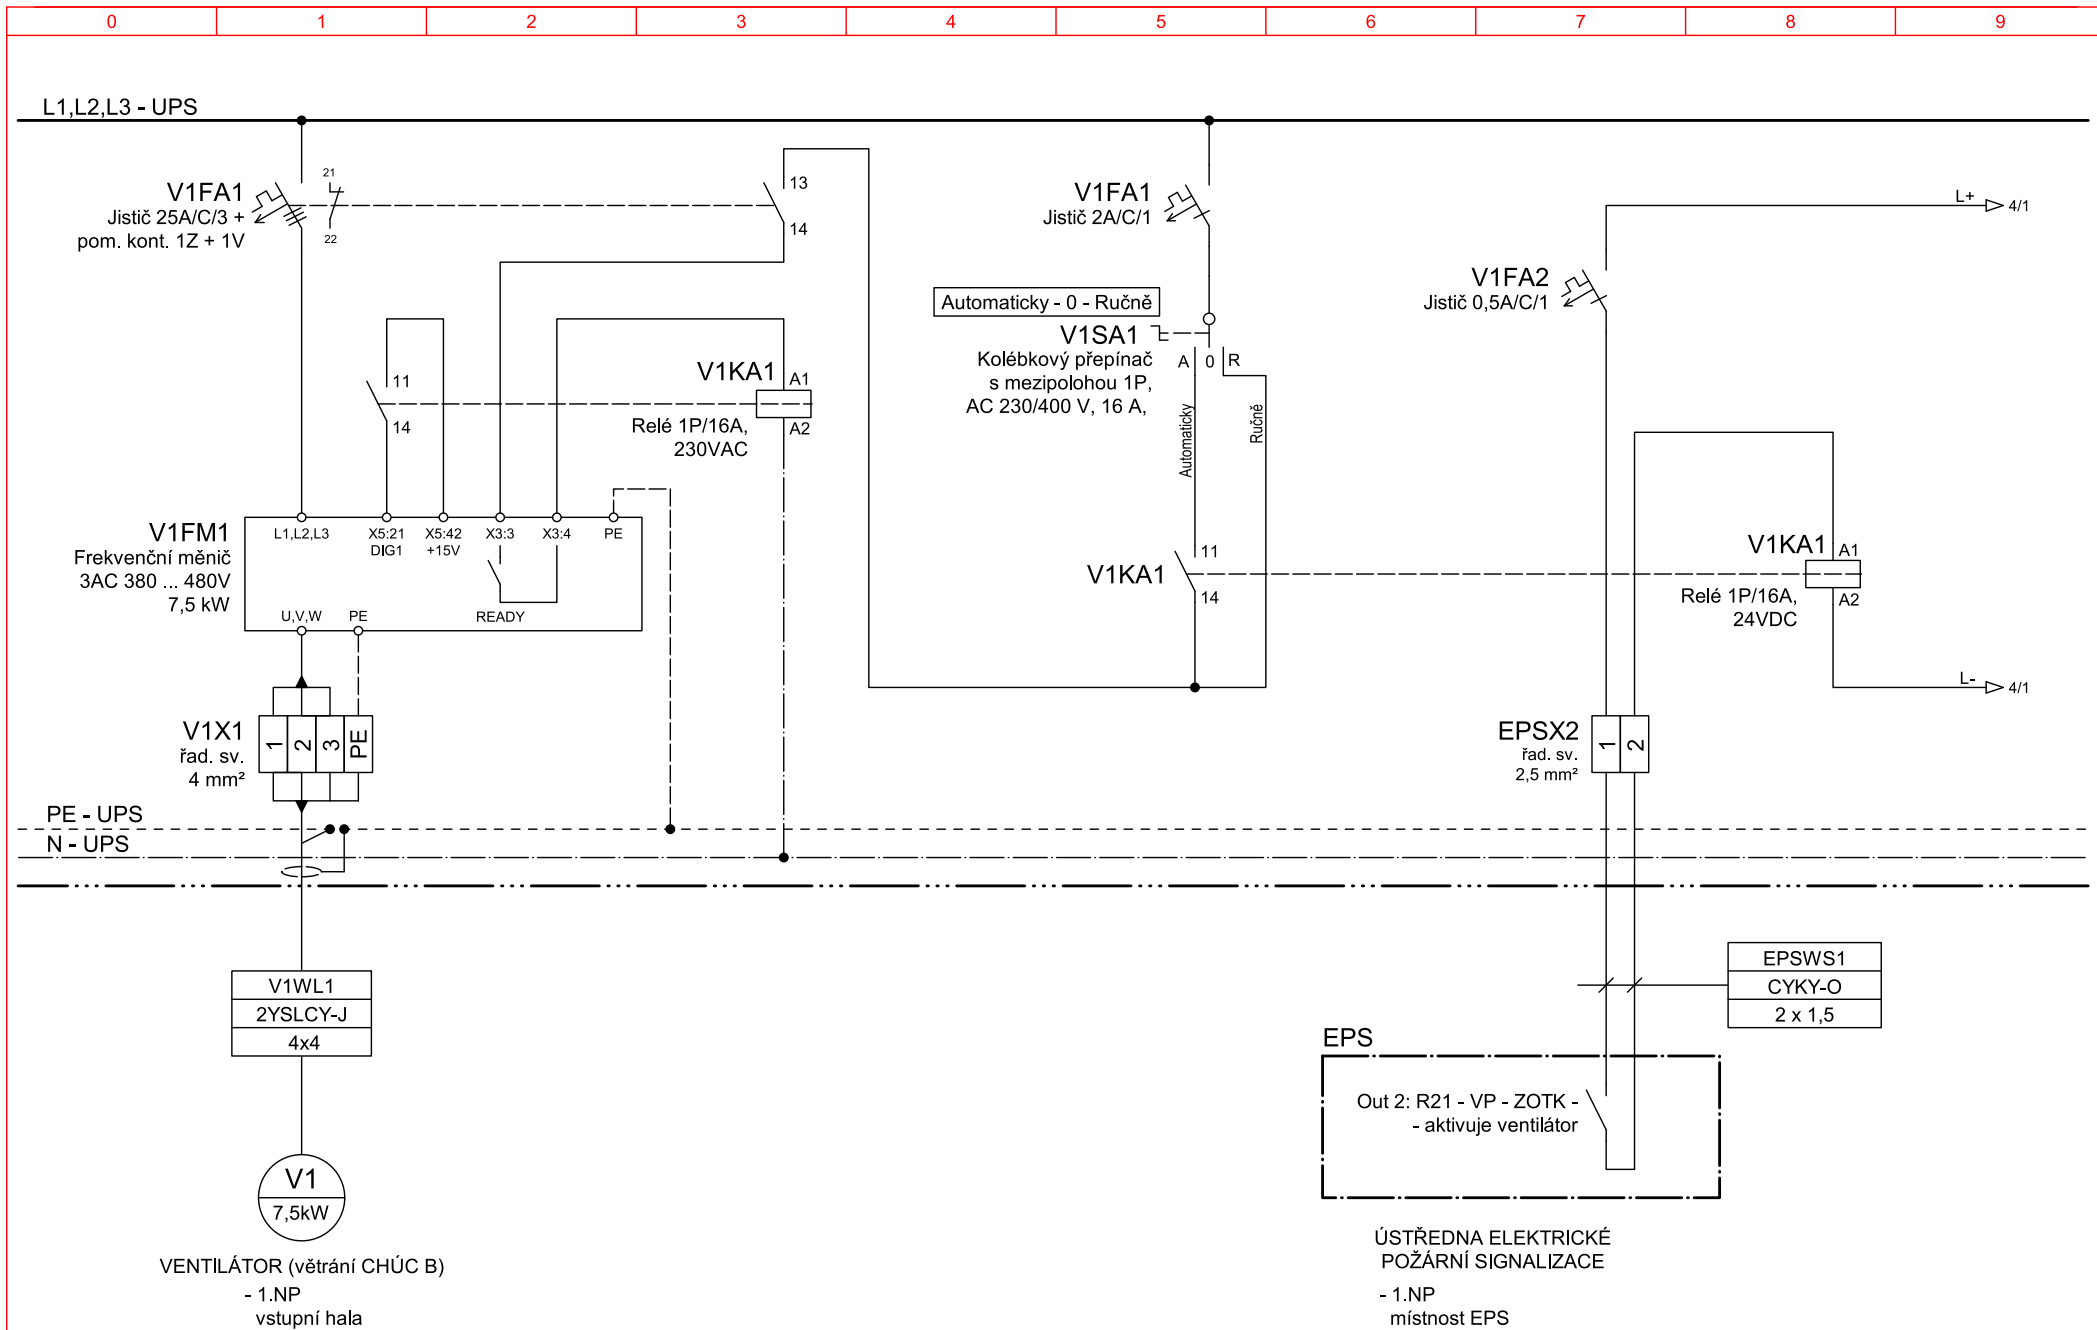 0 1 2 3 4 5 6 7 8 9
L1,L2,L3 - UPS
V1FA1
Jistič 25A/C/3 +
pom. kont. 1Z + 1V
21
22
13
14
V1FA1
Jistič 2A/C/1
L+ 4/1
V1FA2
Jistič 0,5A/C/1
Automaticky - 0 - Ručně
V1SA1
Kolébkový přepínač
s mezipolohou 1P,
AC 230/400 V, 16 A,
A 0 R
Automaticky
Ručně
11
14
V1KA1
A1
A2
Relé 1P/16A,
230VAC
V1FM1
Frekvenční měnič
3AC 380 ... 480V
7,5 kW
L1,L2,L3
X5:21
DIG1
X5:42
+15V
X3:3
X3:4
PE
U,V,W
PE
READY
V1KA1
11
14
V1KA1
A1
A2
Relé 1P/16A,
24VDC
L- 4/1
V1X1
řad. sv.
4 mm²
1 2 3 PE
EPSX2
řad. sv.
2,5 mm²
1 2
PE - UPS
N - UPS
V1WL1
2YSLCY-J
4x4
EPSWS1
CYKY-O
2 x 1,5
EPS
Out 2: R21 - VP - ZOTK -
- aktivuje ventilátor
V1
7,5kW
VENTILÁTOR (větrání CHÚC B)
- 1.NP
vstupní hala
ÚSTŘEDNA ELEKTRICKÉ
POŽÁRNÍ SIGNALIZACE
- 1.NP
místnost EPS